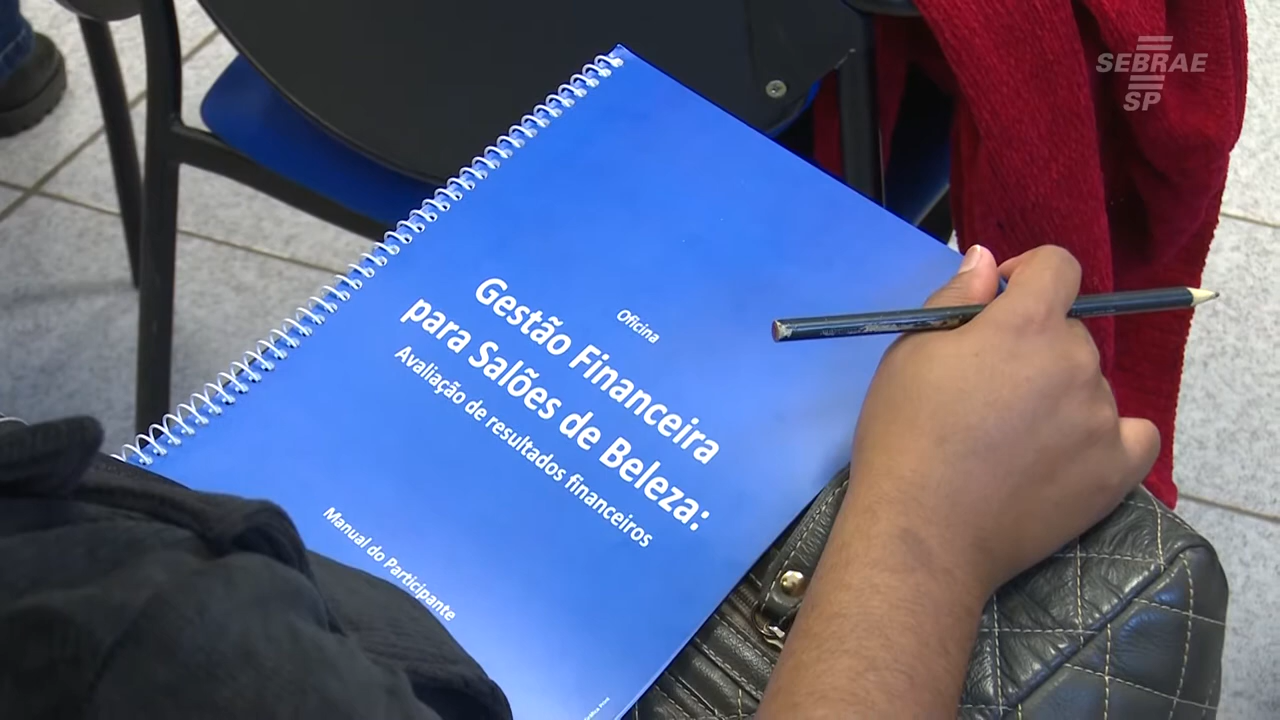 SEBRAE
SP
Oficina
Gestão Financeira
para Salões de Beleza:
Avaliação de resultados financeiros
Manual do Participante